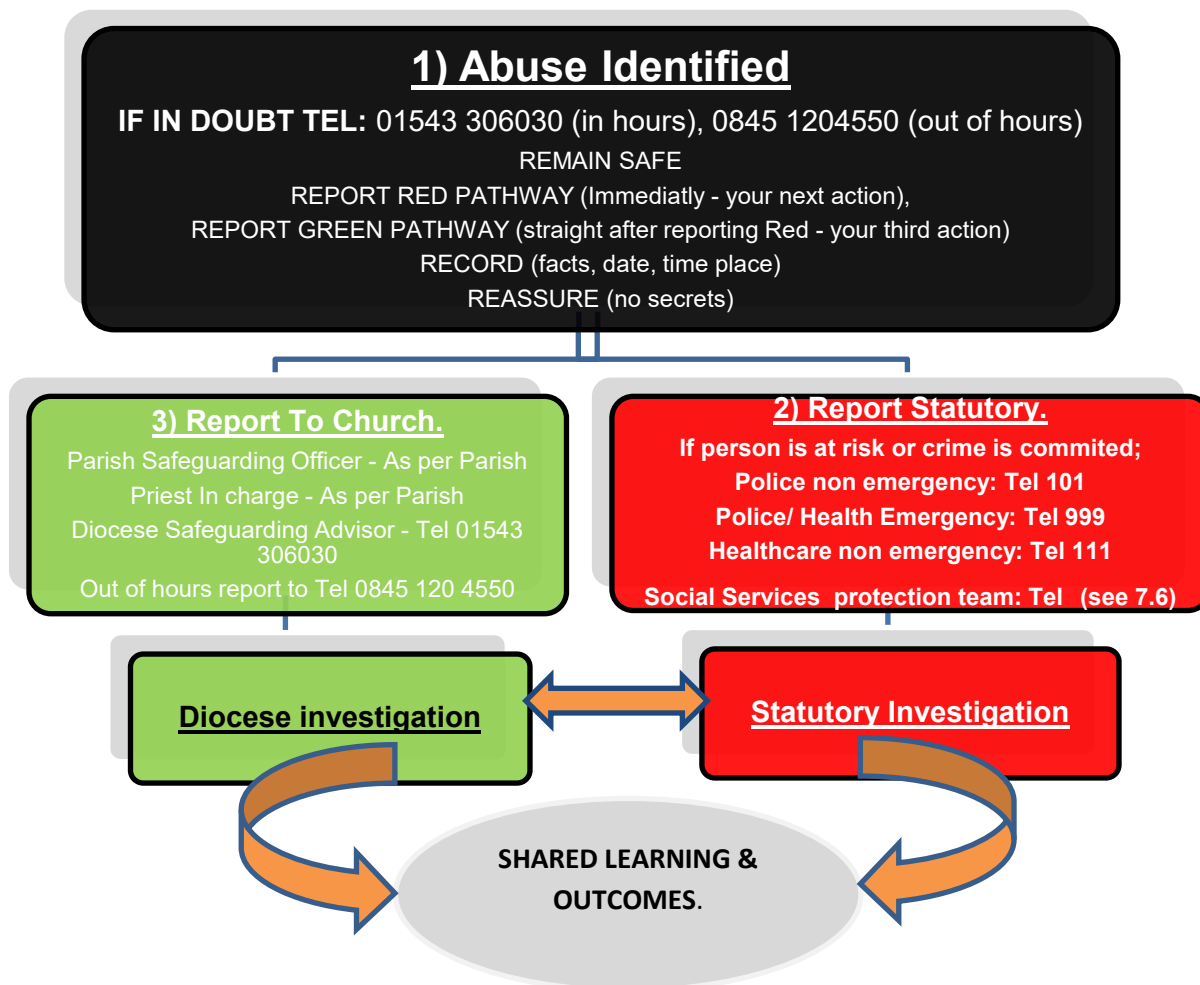 1) Abuse Identified
IF IN DOUBT TEL: 01543 306030 (in hours), 0845 1204550 (out of hours)
REMAIN SAFE
REPORT RED PATHWAY (Immediatly - your next action),
REPORT GREEN PATHWAY (straight after reporting Red - your third action)
RECORD (facts, date, time place)
REASSURE (no secrets)
3) Report To Church.
Parish Safeguarding Officer - As per Parish
Priest In charge - As per Parish
Diocese Safeguarding Advisor - Tel 01543
306030
Out of hours report to Tel 0845 120 4550
2) Report Statutory.
If person is at risk or crime is commited;
Police non emergency: Tel 101
Police/ Health Emergency: Tel 999
Healthcare non emergency: Tel 111
Social Services protection team: Tel (see 7.6)
Diocese investigation
Statutory Investigation
SHARED LEARNING &
OUTCOMES.